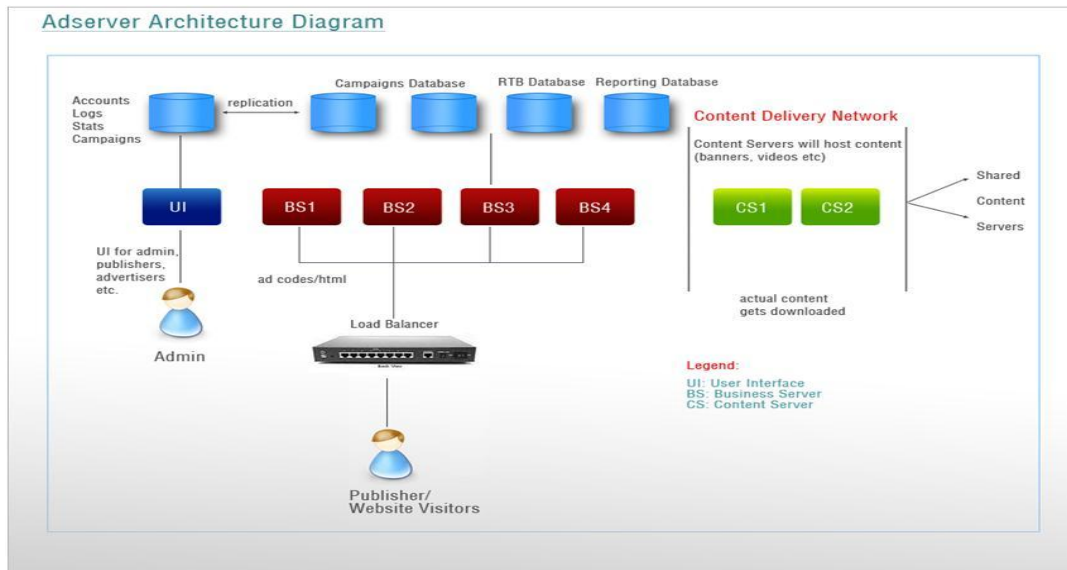 Adserver Architecture Diagram
Accounts
Logs
Stats
Campaigns
replication
Campaigns Database
RTB Database
Reporting Database
Content Delivery Network
Content Servers will host content
(banners, videos etc)
UI
BS1
BS2
BS3
BS4
CS1
CS2
Shared
Content
Servers
UI for admin,
publishers,
advertisers
etc.
ad codes/html
actual content
gets downloaded
Admin
Load Balancer
Back View
Legend:
UI: User Interface
BS: Business Server
CS: Content Server
Publisher/
Website Visitors